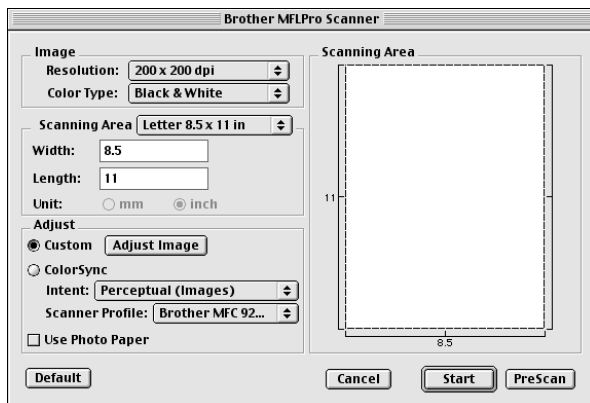 Brother MFLPro Scanner
Image
Resolution: 200 x 200 dpi
Color Type: Black & White
Scanning Area Letter 8.5 x 11 in
Width: 8.5
Length: 11
Unit: mm inch
Adjust
Custom Adjust Image
ColorSync
Intent: Perceptual (Images)
Scanner Profile: Brother MFC 92...
Use Photo Paper
Scanning Area
11
8.5
Default
Cancel
Start
PreScan